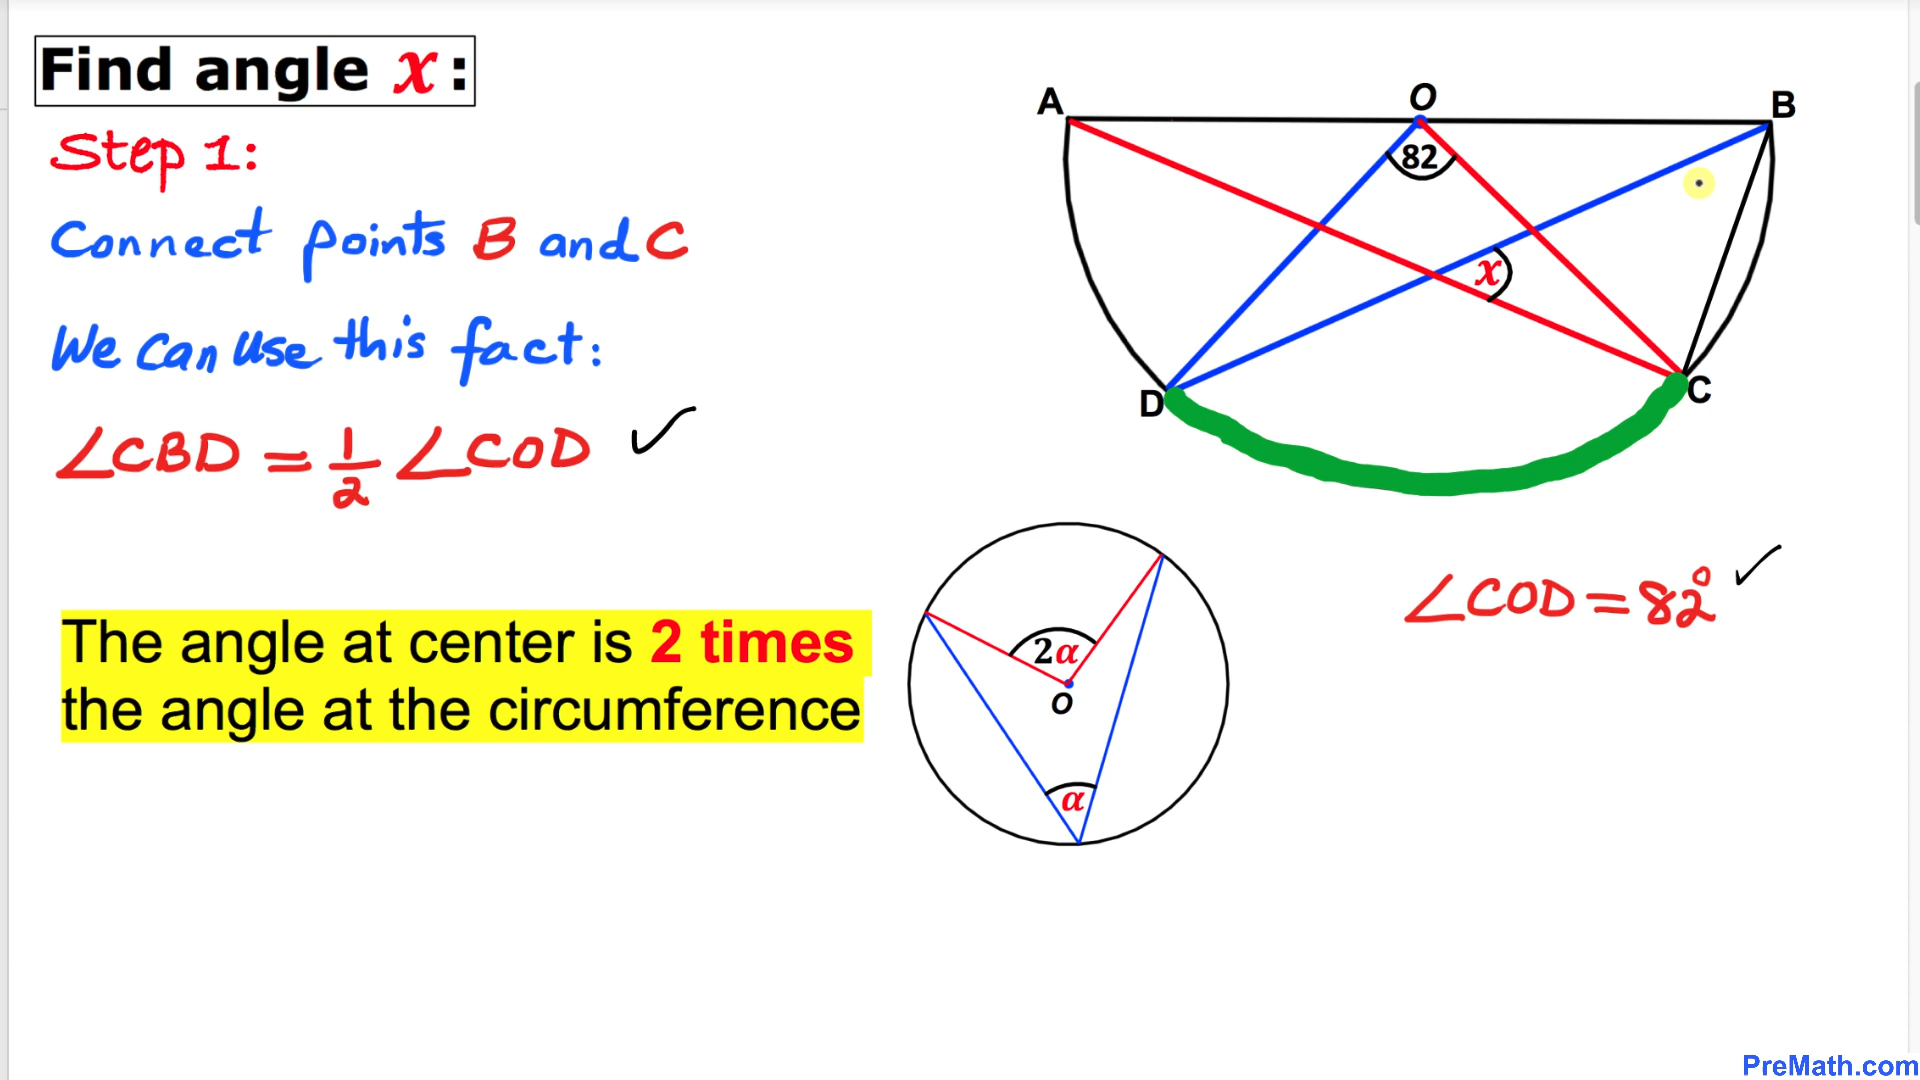 Find angle x:
Step 1:
Connect points B and C
We can use this fact:
∠CBD = 1/2 ∠COD ✓
The angle at center is 2 times
the angle at the circumference
A
O
B
82
x
D
C
2α
O
α
∠COD = 82° ✓
PreMath.com